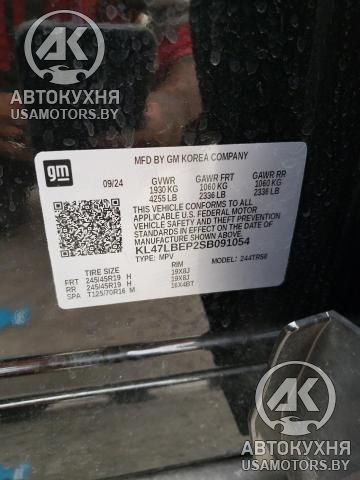 АК
АВТОКУХНЯ
USAMOTORS.BY
gm
MFD BY GM KOREA COMPANY
09/24
GVWR GAWR FRT GAWR RR
1930 KG 1060 KG 1060 KG
4255 LB 2336 LB 2336 LB
THIS VEHICLE CONFORMS TO ALL
APPLICABLE U.S. FEDERAL MOTOR
VEHICLE SAFETY AND THEFT PREVENTION
STANDARDS IN EFFECT ON THE DATE OF
MANUFACTURE SHOWN ABOVE.
KL47LBEP2SB091054
TYPE: MPV MODEL: 244TR58
TIRE SIZE RIM
FRT 245/45R19 H 19X8J
RR 245/45R19 H 19X8J
SPA T125/70R16 M 16X4BT
АК
АВТОКУХНЯ
USAMOTORS.BY